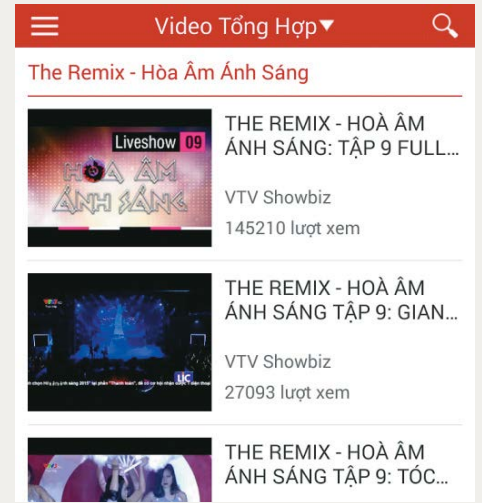 Video Tổng Hợp▼
The Remix - Hòa Âm Ánh Sáng
Liveshow 09
HOÀ ÂM
ÁNH SÁNG
THE REMIX - HOÀ ÂM
ÁNH SÁNG: TẬP 9 FULL...
VTV Showbiz
145210 lượt xem
THE REMIX - HOÀ ÂM
ÁNH SÁNG TẬP 9: GIAN...
VTV Showbiz
27093 lượt xem
THE REMIX - HOÀ ÂM
ÁNH SÁNG TẬP 9: TÓC...